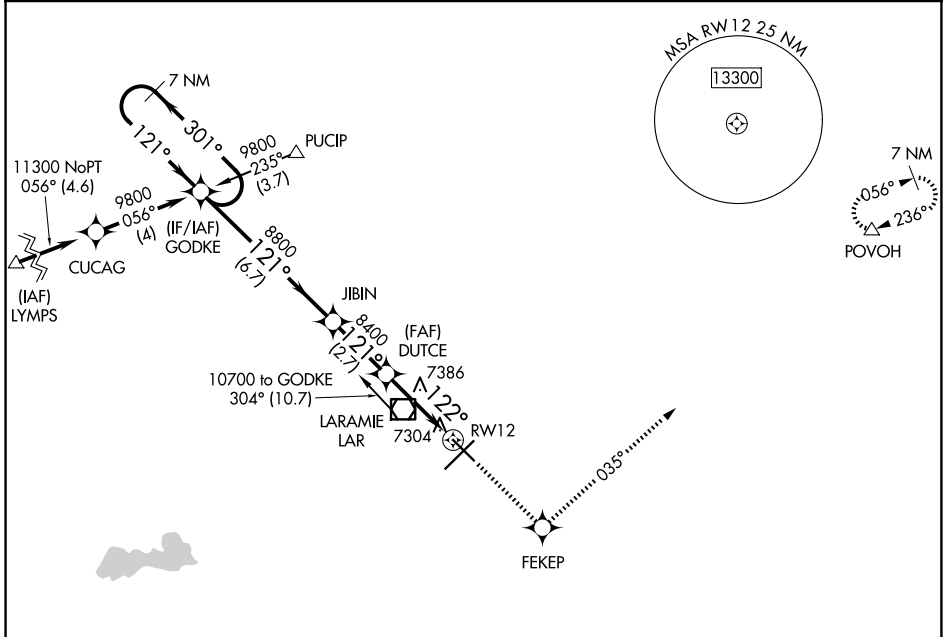 MSA RW12 25 NM
13300
7 NM
121°
301°
9800
235°
(3.7)
PUCIP
11300 NoPT
056° (4.6)
9800
056°
(4)
(IF/IAF)
GODKE
CUCAG
(IAF)
LYMPS
7 NM
056°
236°
POVOH
8800
121°
(6.7)
JIBIN
8400
121°
(2.7)
(FAF)
DUTCE
7386
10700 to GODKE
304° (10.7)
122°
LARAMIE
LAR
7304
RW12
035°
FEKEP